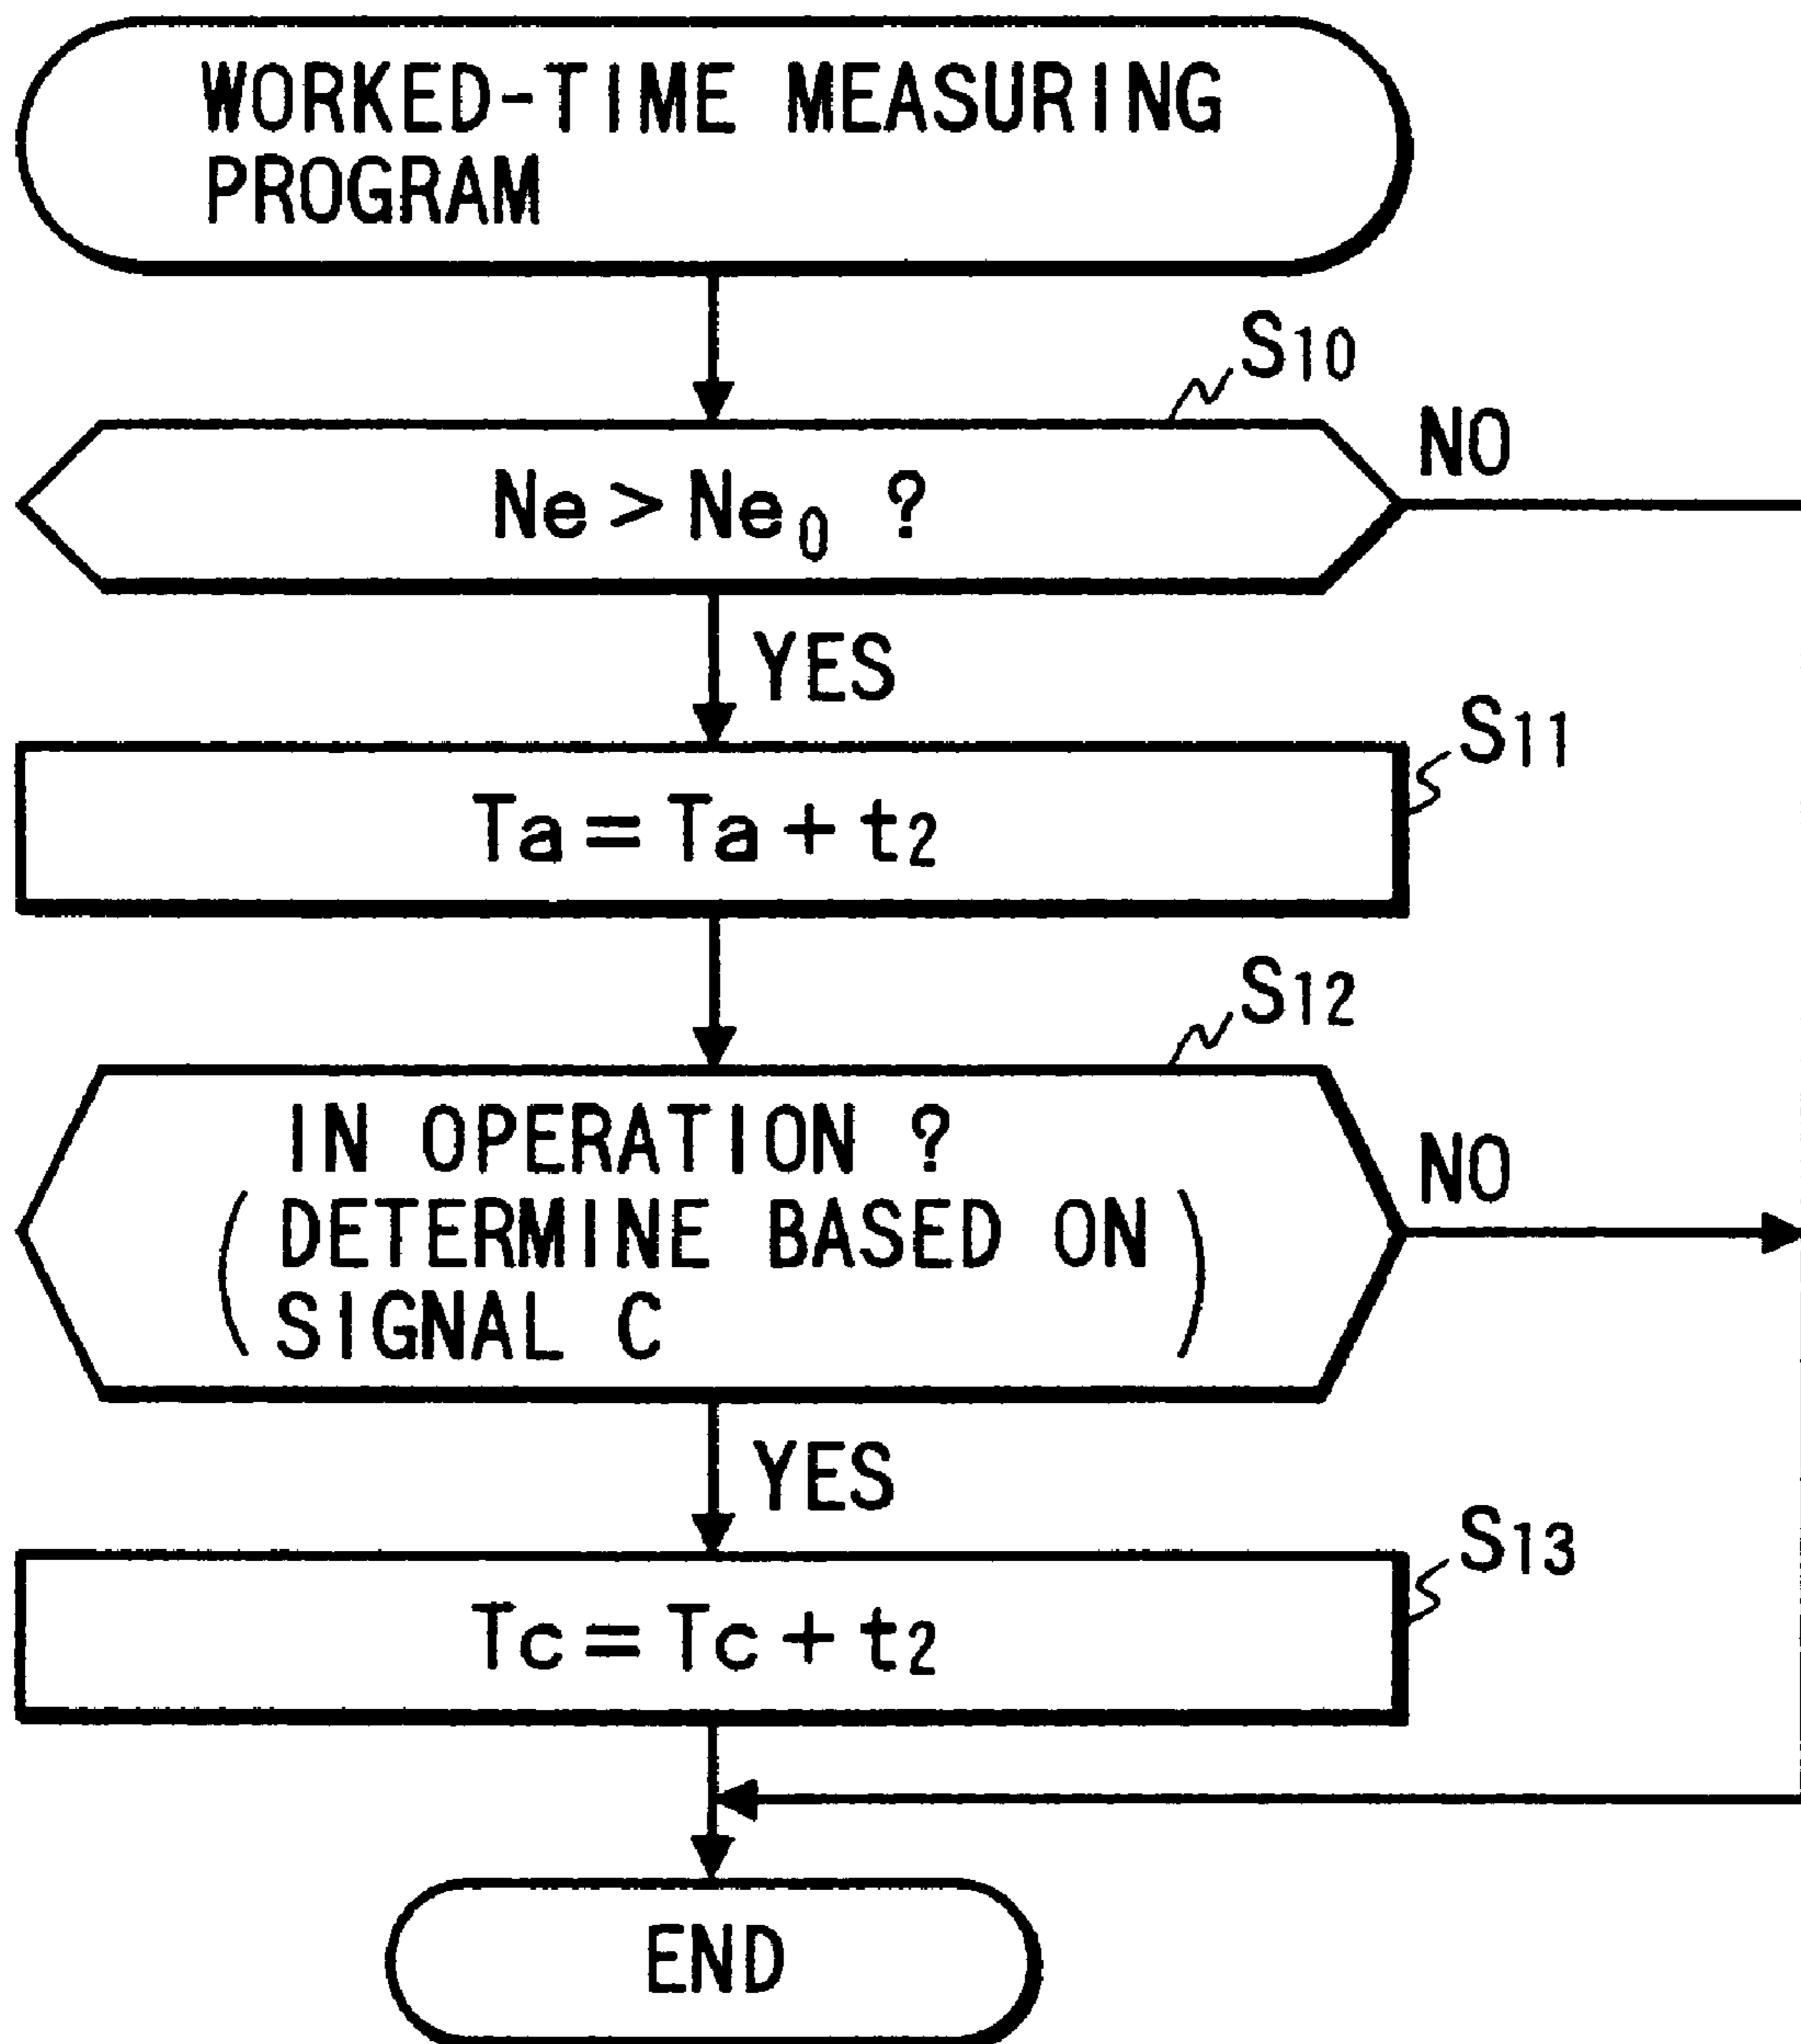 WORKED-TIME MEASURING
PROGRAM
S10
Ne > Ne0 ?
NO
YES
S11
Ta = Ta + t2
S12
IN OPERATION ?
( DETERMINE BASED ON )
SIGNAL C
NO
YES
S13
Tc = Tc + t2
END